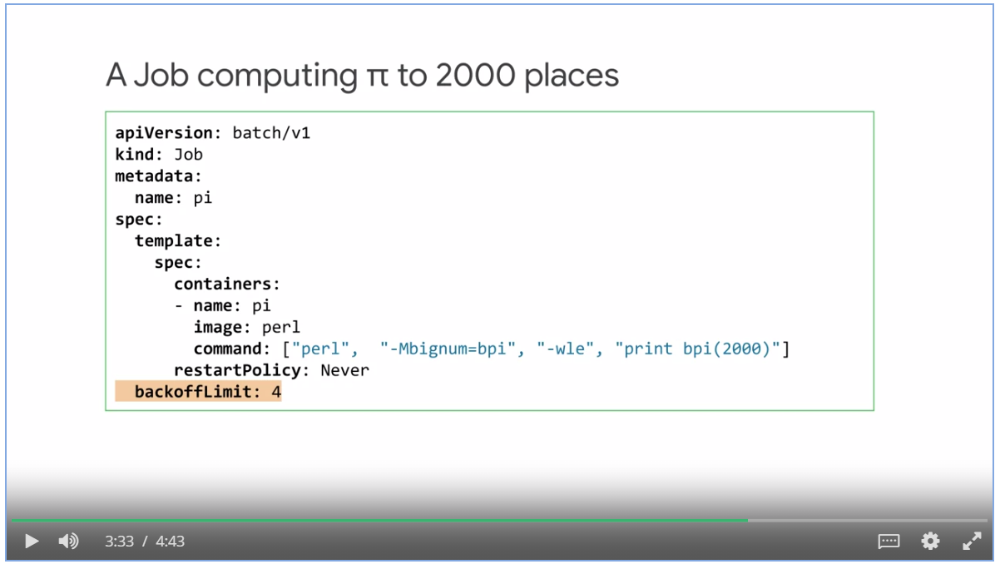 A Job computing π to 2000 places
apiVersion: batch/v1
kind: Job
metadata:
  name: pi
spec:
  template:
    spec:
      containers:
      - name: pi
        image: perl
        command: ["perl",  "-Mbignum=bpi", "-wle", "print bpi(2000)"]
      restartPolicy: Never
  backoffLimit: 4
3:33 / 4:43